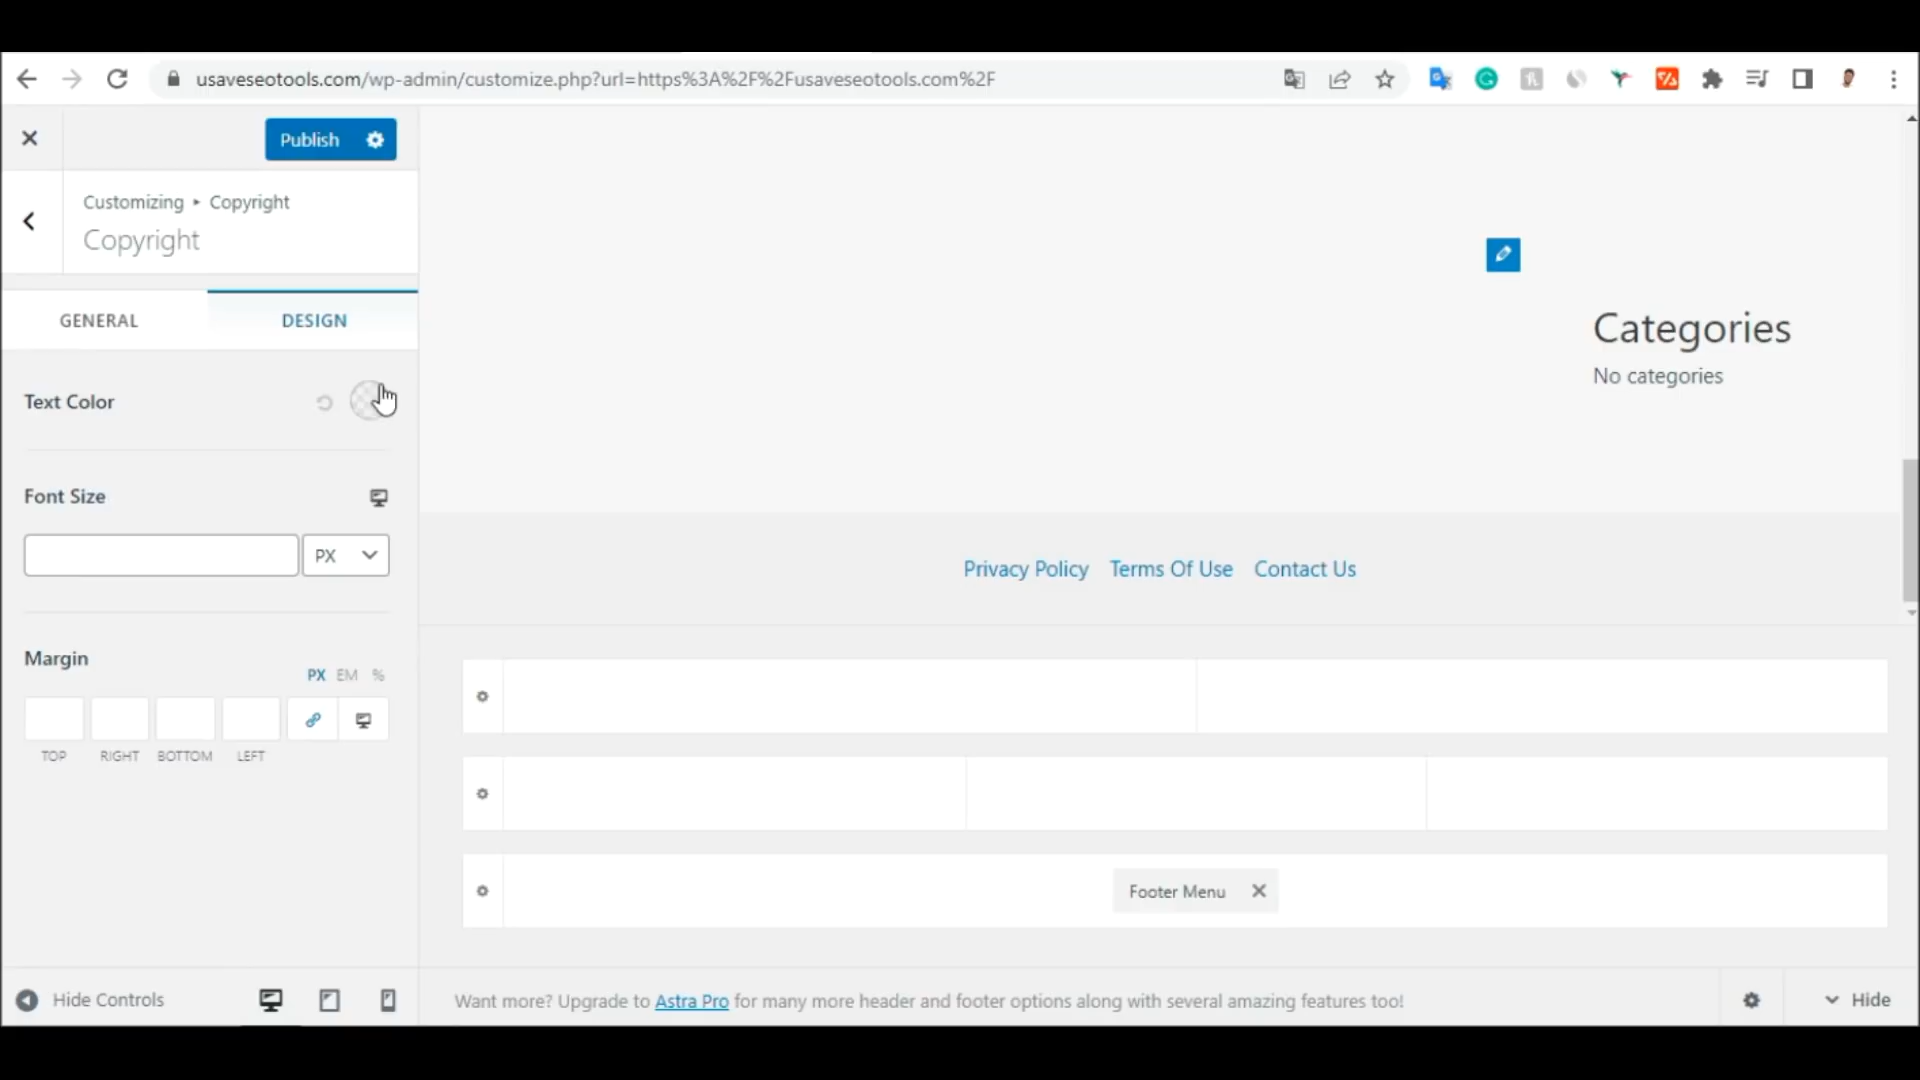 usaveseotools.com/wp-admin/customize.php?url=https%3A%2F%2Fusaveseotools.com%2F
Publish
Customizing ▸ Copyright
Copyright
GENERAL
DESIGN
Text Color
Font Size
PX
Margin
PX EM %
TOP RIGHT BOTTOM LEFT
Hide Controls
Categories
No categories
Privacy Policy Terms Of Use Contact Us
Footer Menu
Want more? Upgrade to Astra Pro for many more header and footer options along with several amazing features too!
Hide